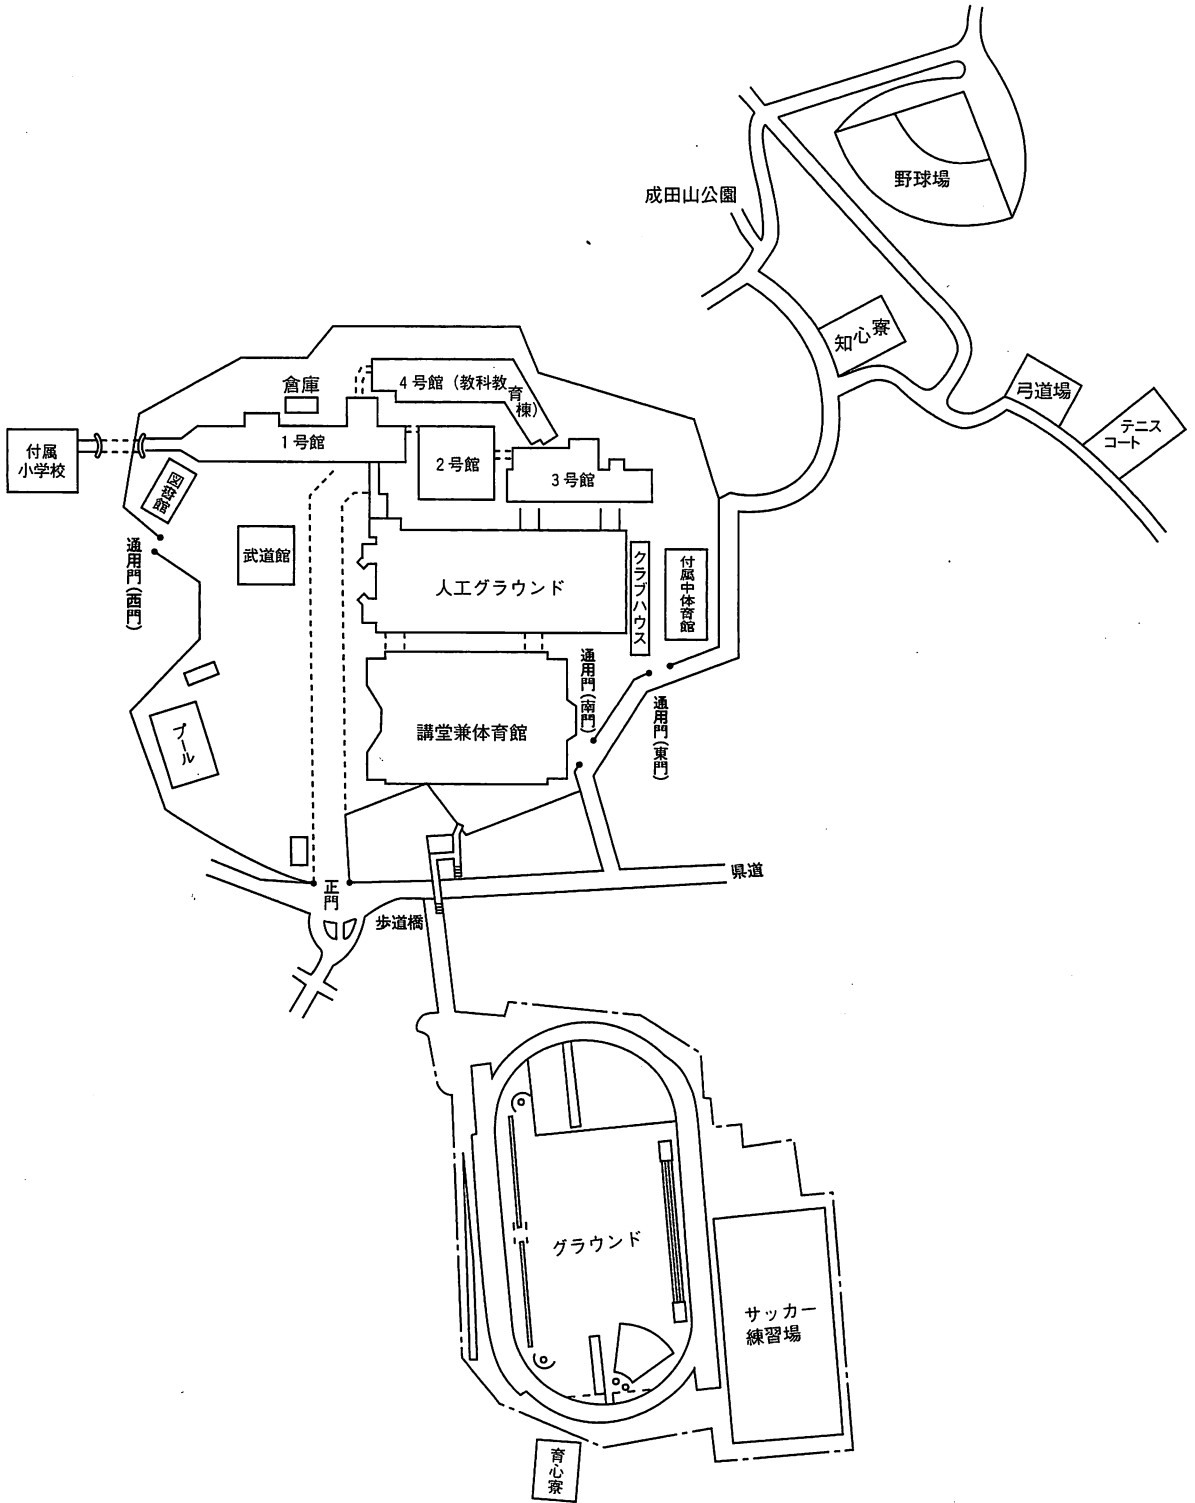 野球場
成田山公園
知心寮
弓道場
テニス
コート
倉庫
4号館(教科教育棟)
付属
小学校
1号館
2号館
3号館
図書館
武道館
通用門(西門)
人工グラウンド
クラブハウス
付属中体育館
通用門(南門)
通用門(東門)
プール
講堂兼体育館
正門
県道
歩道橋
グラウンド
サッカー
練習場
育心寮